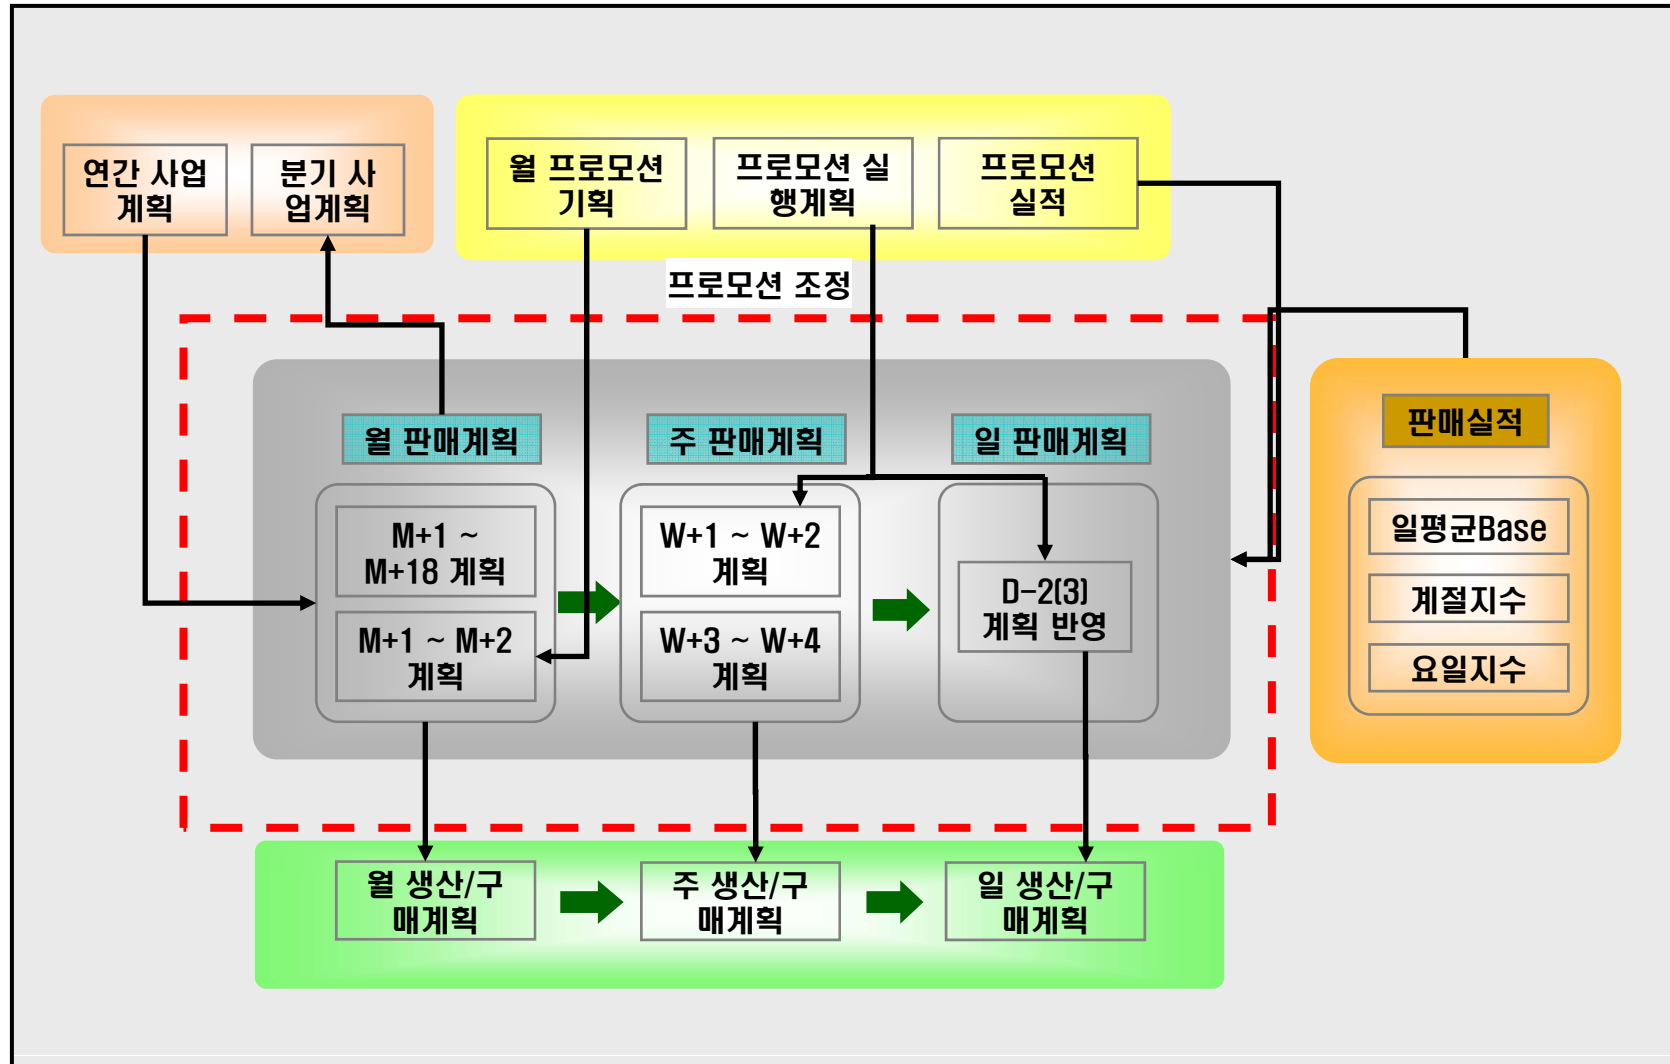 연간 사업
계획
분기 사
업계획
월 프로모션
기획
프로모션 실
행계획
프로모션
실적
프로모션 조정
월 판매계획
주 판매계획
일 판매계획
판매실적
M+1 ~
M+18 계획
M+1 ~ M+2
계획
W+1 ~ W+2
계획
W+3 ~ W+4
계획
D-2(3)
계획 반영
일평균Base
계절지수
요일지수
월 생산/구
매계획
주 생산/구
매계획
일 생산/구
매계획